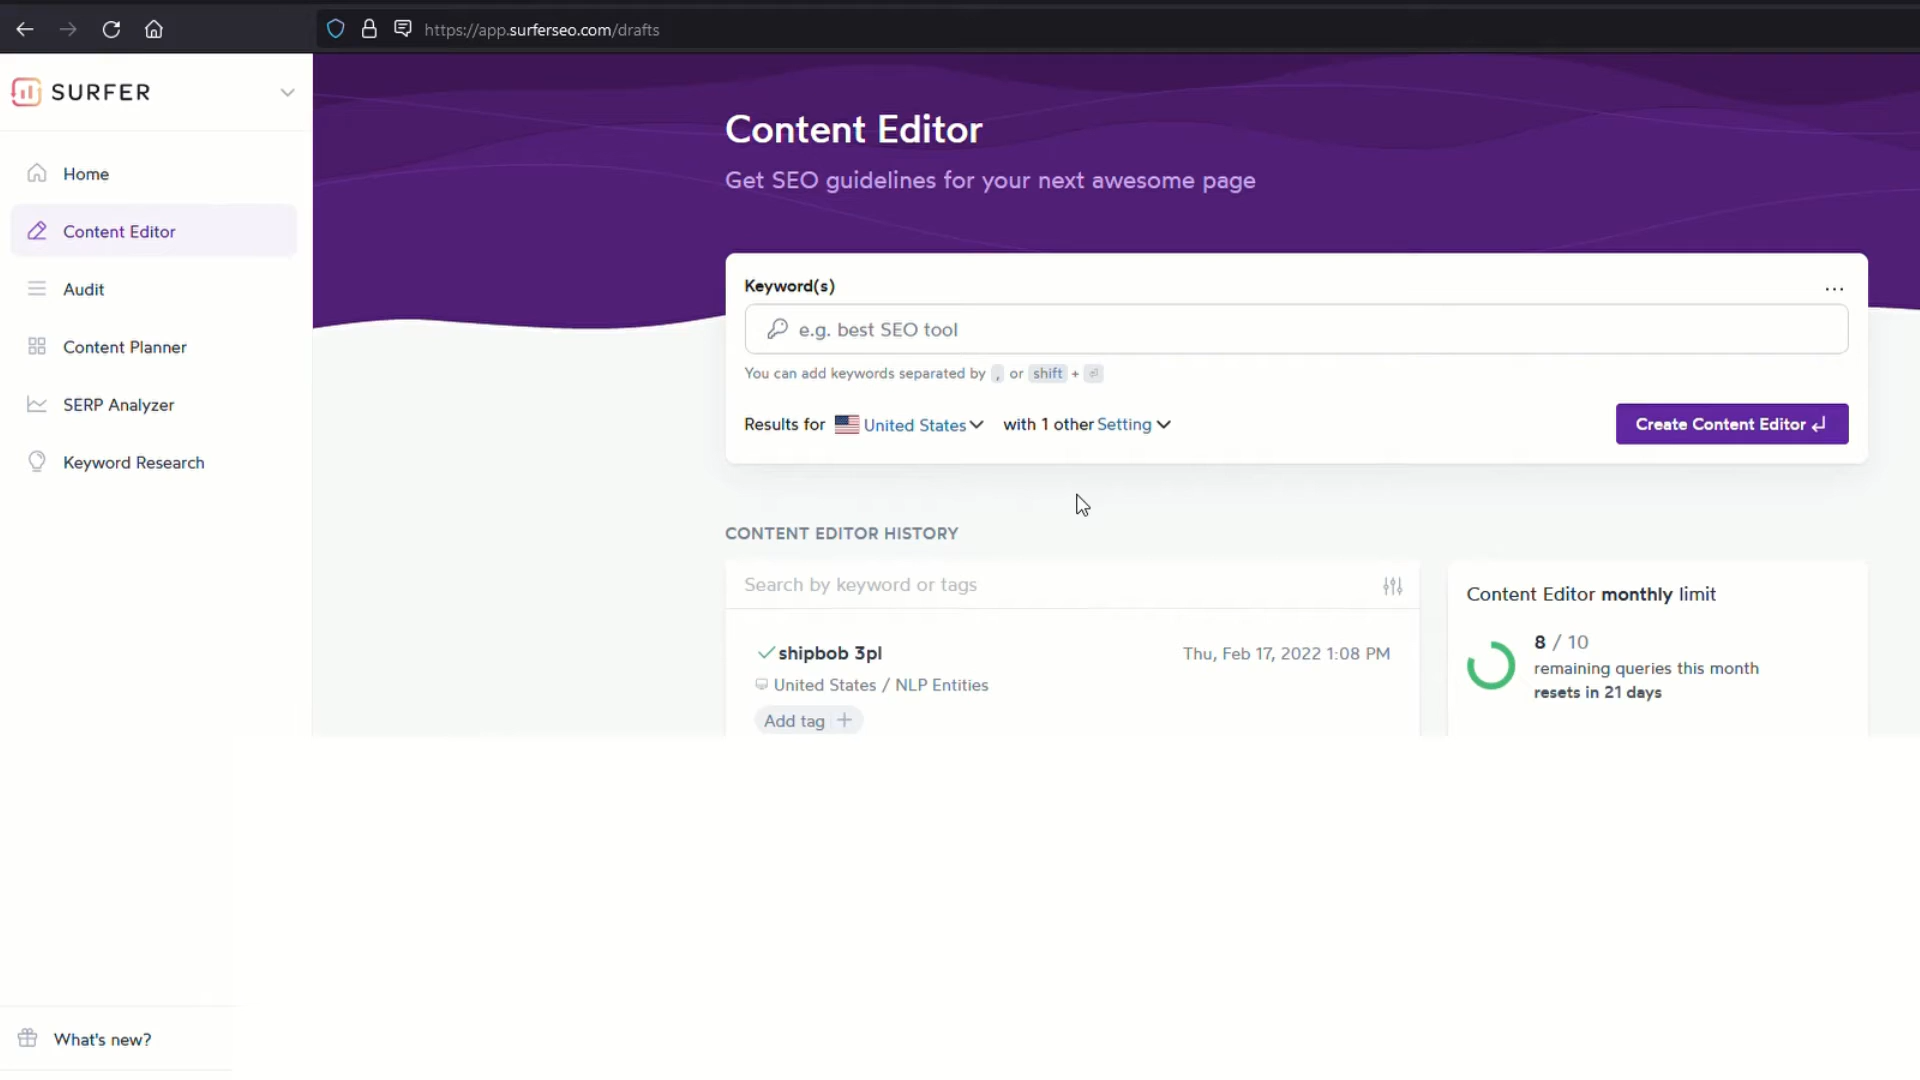 https://app.surferseo.com/drafts
SURFER
Home
Content Editor
Audit
Content Planner
SERP Analyzer
Keyword Research
What's new?
Content Editor
Get SEO guidelines for your next awesome page
Keyword(s)
...
e.g. best SEO tool
You can add keywords separated by , or shift + ⏎
Results for United States with 1 other Setting
Create Content Editor ↵
CONTENT EDITOR HISTORY
Search by keyword or tags
shipbob 3pl
Thu, Feb 17, 2022 1:08 PM
United States / NLP Entities
Add tag +
Content Editor monthly limit
8 / 10
remaining queries this month
resets in 21 days